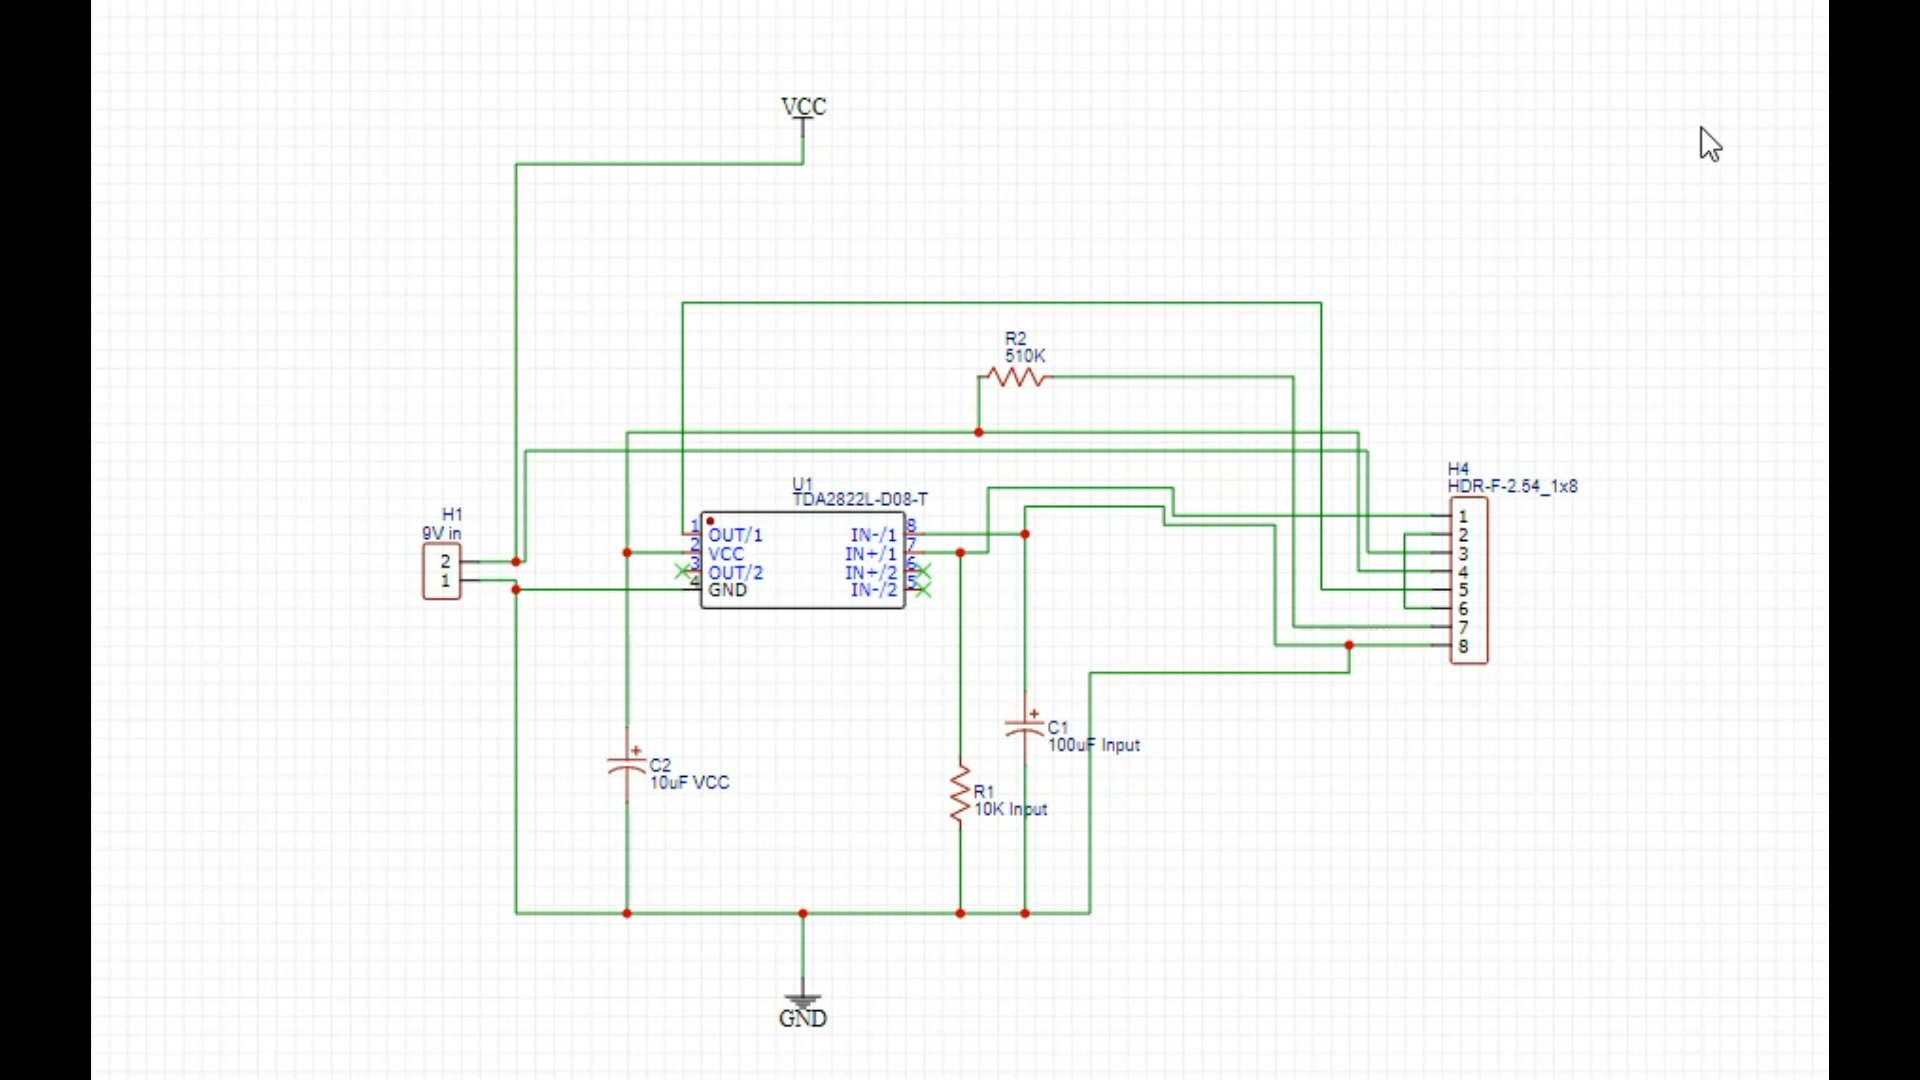 VCC
R2
510K
H4
HDR-F-2.54_1x8
U1
TDA2822L-D08-T
H1
9V in
2
1
1 OUT/1
2 VCC
3 OUT/2
4 GND
IN-/1 8
IN+/1 7
IN+/2 6
IN-/2 5
1
2
3
4
5
6
7
8
C1
100uF Input
C2
10uF VCC
R1
10K Input
GND